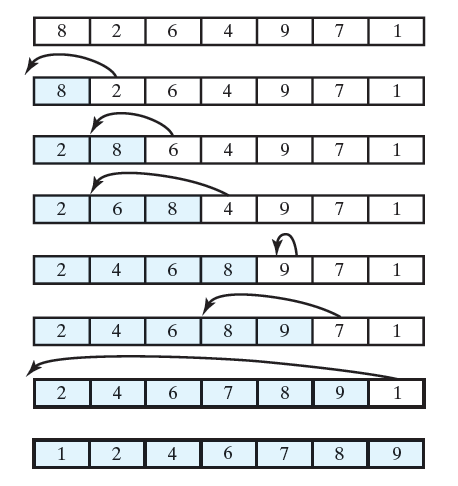 8 2 6 4 9 7 1
8 2 6 4 9 7 1
2 8 6 4 9 7 1
2 6 8 4 9 7 1
2 4 6 8 9 7 1
2 4 6 8 9 7 1
2 4 6 7 8 9 1
1 2 4 6 7 8 9